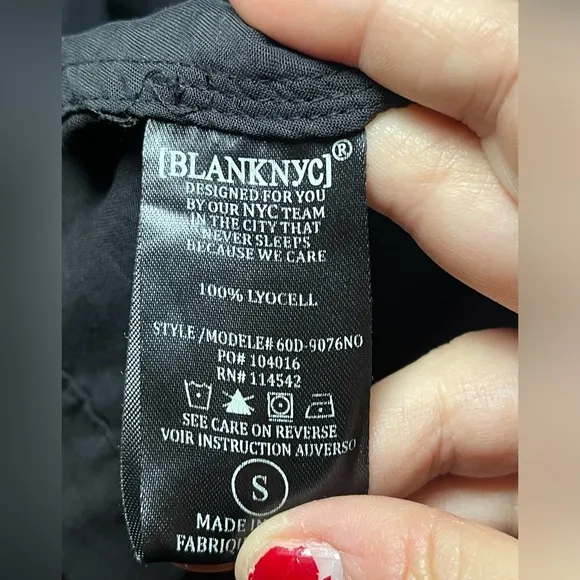 [BLANKNYC]®
DESIGNED FOR YOU
BY OUR NYC TEAM
IN THE CITY THAT
NEVER SLEEPS
BECAUSE WE CARE
100% LYOCELL
STYLE/MODELE# 60D-9076NO
PO# 104016
RN# 114542
SEE CARE ON REVERSE
VOIR INSTRUCTION AUVERSO
S
MADE IN